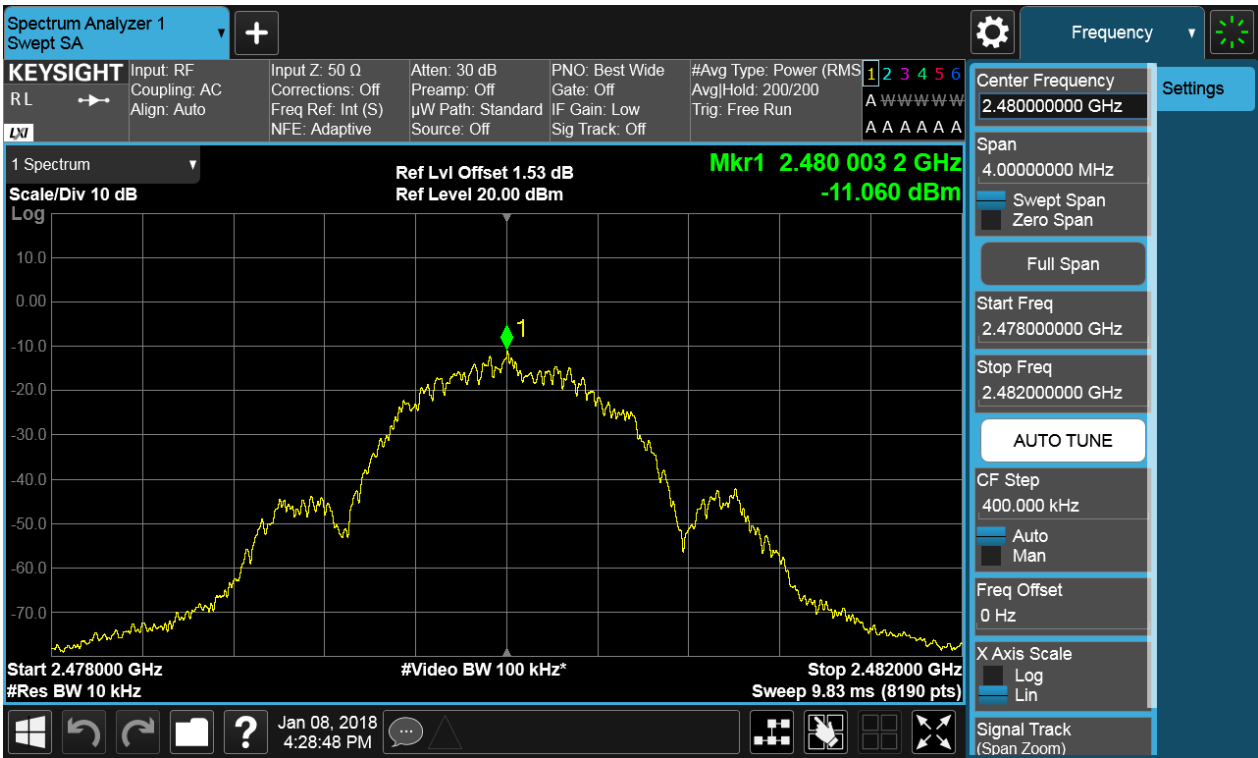 Spectrum Analyzer 1
Swept SA
+
Frequency
KEYSIGHT
R L
LXI
Input: RF
Coupling: AC
Align: Auto
Input Z: 50 Ω
Corrections: Off
Freq Ref: Int (S)
NFE: Adaptive
Atten: 30 dB
Preamp: Off
µW Path: Standard
Source: Off
PNO: Best Wide
Gate: Off
IF Gain: Low
Sig Track: Off
#Avg Type: Power (RMS
Avg|Hold: 200/200
Trig: Free Run
1 2 3 4 5 6
A W W W W W
A A A A A A
1 Spectrum
Scale/Div 10 dB
Log
Ref Lvl Offset 1.53 dB
Ref Level 20.00 dBm
Mkr1 2.480 003 2 GHz
-11.060 dBm
10.0
0.00
-10.0
-20.0
-30.0
-40.0
-50.0
-60.0
-70.0
1
Start 2.478000 GHz
#Res BW 10 kHz
#Video BW 100 kHz*
Stop 2.482000 GHz
Sweep 9.83 ms (8190 pts)
?
Jan 08, 2018
4:28:48 PM
Center Frequency
2.480000000 GHz
Span
4.00000000 MHz
Swept Span
Zero Span
Full Span
Start Freq
2.478000000 GHz
Stop Freq
2.482000000 GHz
AUTO TUNE
CF Step
400.000 kHz
Auto
Man
Freq Offset
0 Hz
X Axis Scale
Log
Lin
Signal Track
(Span Zoom)
Settings